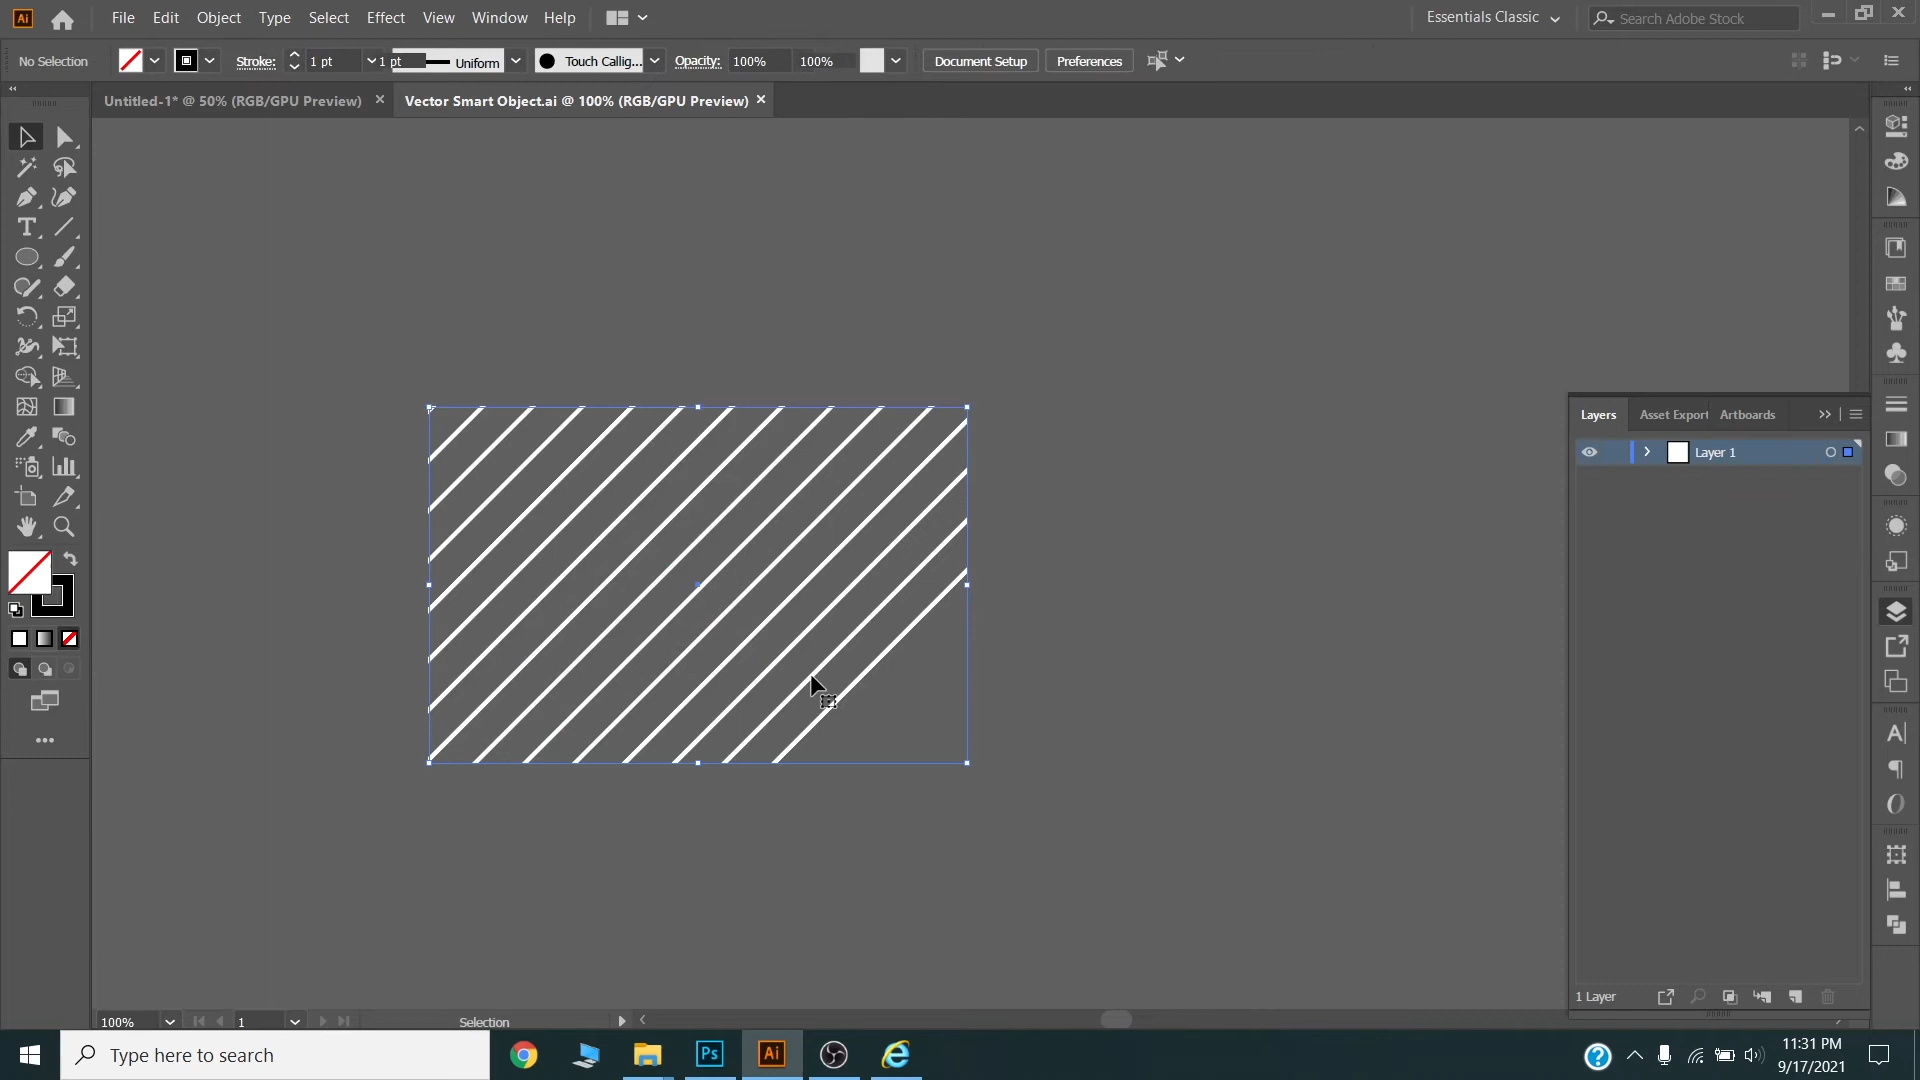 Ai File Edit Object Type Select Effect View Window Help Essentials Classic Search Adobe Stock
No Selection Stroke: 1 pt 1 pt Uniform Touch Callig... Opacity: 100% 100% Document Setup Preferences
Untitled-1* @ 50% (RGB/GPU Preview) × Vector Smart Object.ai @ 100% (RGB/GPU Preview) ×
Layers Asset Export Artboards
Layer 1
1 Layer
100% 1 Selection
Type here to search Ps Ai
11:31 PM
9/17/2021